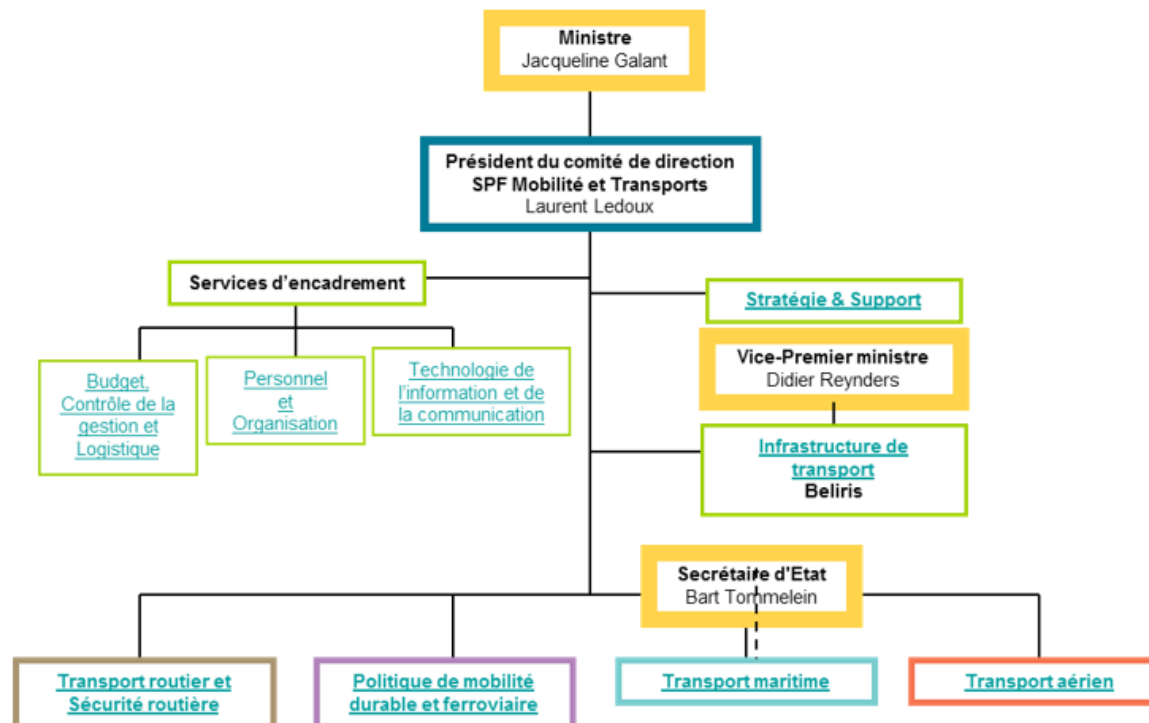 Ministre
Jacqueline Galant
Président du comité de direction
SPF Mobilité et Transports
Laurent Ledoux
Services d'encadrement
Budget,
Contrôle de la
gestion et
Logistique
Personnel
et
Organisation
Technologie de
l'information et de
la communication
Stratégie & Support
Vice-Premier ministre
Didier Reynders
Infrastructure de
transport
Beliris
Secrétaire d'Etat
Bart Tommelein
Transport routier et
Sécurité routière
Politique de mobilité
durable et ferroviaire
Transport maritime
Transport aérien